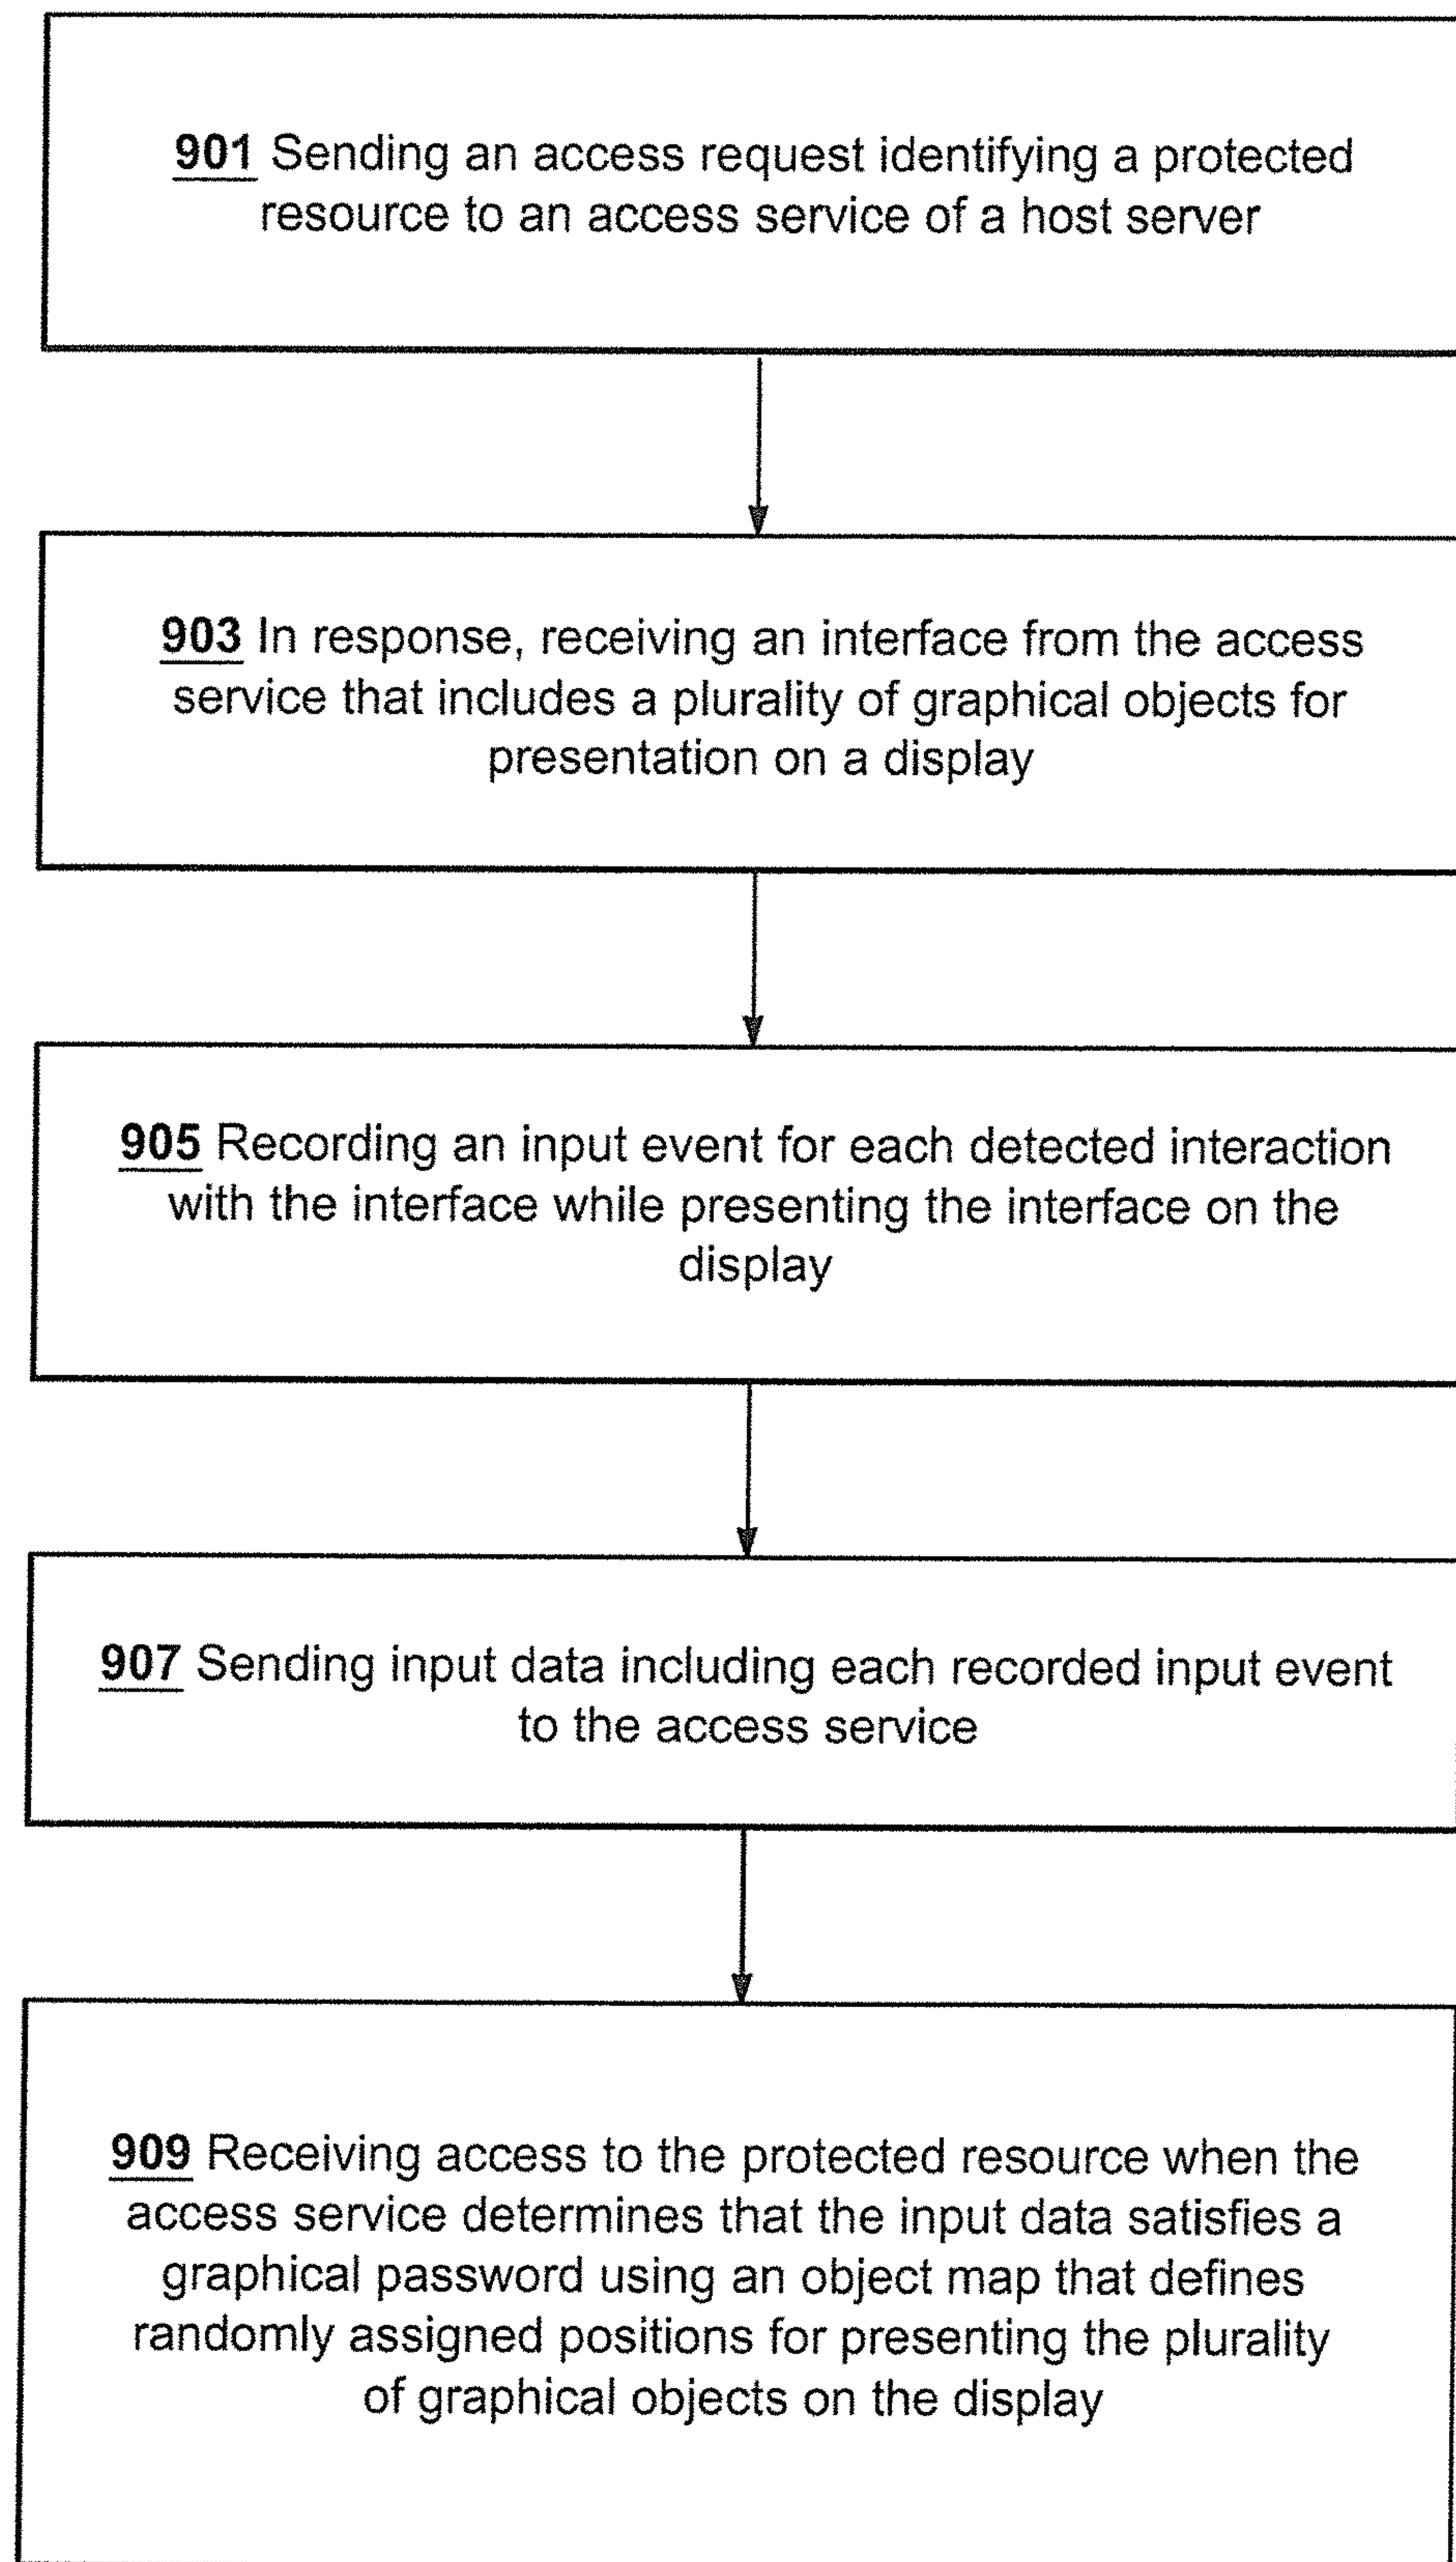 901 Sending an access request identifying a protected
resource to an access service of a host server
903 In response, receiving an interface from the access
service that includes a plurality of graphical objects for
presentation on a display
905 Recording an input event for each detected interaction
with the interface while presenting the interface on the
display
907 Sending input data including each recorded input event
to the access service
909 Receiving access to the protected resource when the
access service determines that the input data satisfies a
graphical password using an object map that defines
randomly assigned positions for presenting the plurality
of graphical objects on the display